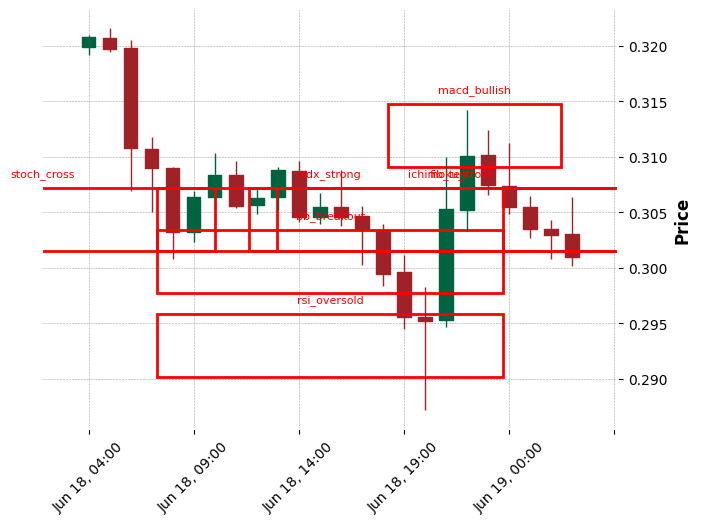 macd_bullish
0.320
0.315
0.310
stoch_cross
adx_strong
0.305
0.300
rsi_oversold
0.295
0.290
Price
Jun 18, 04:00
Jun 18, 09:00
Jun 18, 14:00
Jun 18, 19:00
Jun 19, 00:00